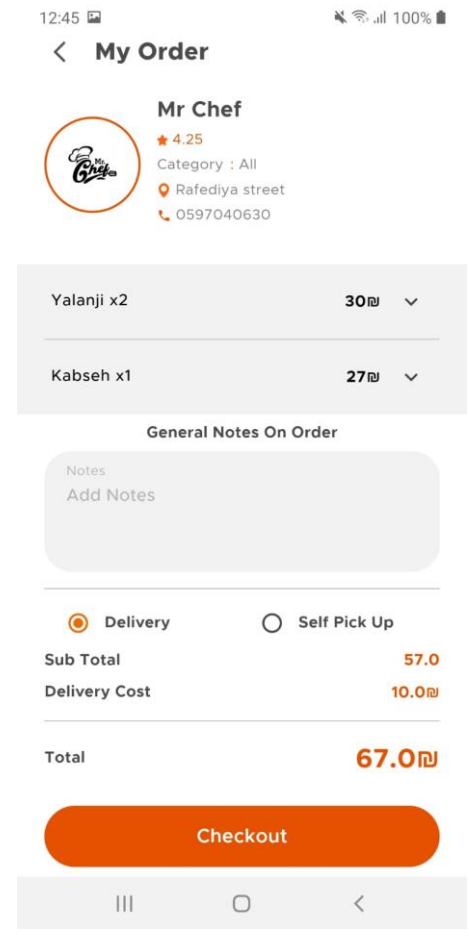 12:45 100%
My Order
Mr Chef
4.25
Category : All
Rafediya street
0597040630
Mr. Chef
Yalanji x2 30₪
Kabseh x1 27₪
General Notes On Order
Notes
Add Notes
Delivery Self Pick Up
Sub Total 57.0
Delivery Cost 10.0₪
Total 67.0₪
Checkout